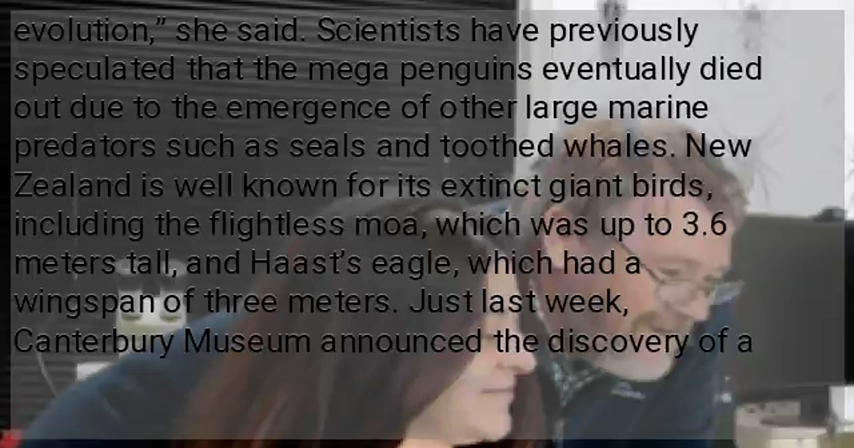 evolution,” she said. Scientists have previously
speculated that the mega penguins eventually died
out due to the emergence of other large marine
predators such as seals and toothed whales. New
Zealand is well known for its extinct giant birds,
including the flightless moa, which was up to 3.6
meters tall, and Haast’s eagle, which had a
wingspan of three meters. Just last week,
Canterbury Museum announced the discovery of a